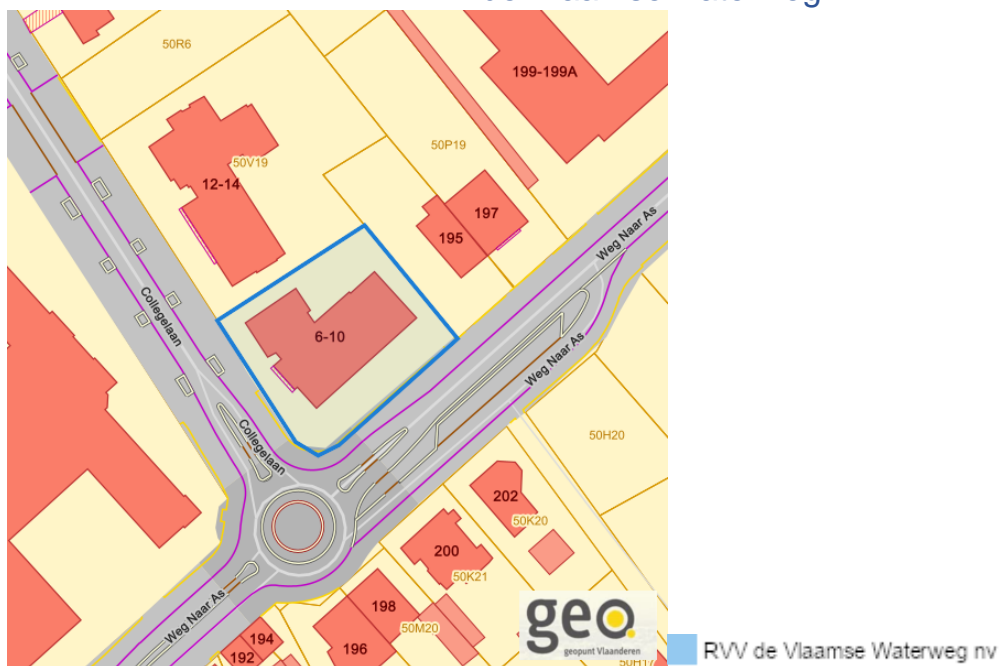 50R6
199-199A
50P19
50V19
12-14
197
195
Weg Naar As
Collegelaan
6-10
Weg Naar As
50H20
Collegelaan
202
50K20
200
50K21
198
50M20
Weg Naar As
194
196
192
geo
geopunt Vlaanderen
50H17
RVV de Vlaamse Waterweg nv